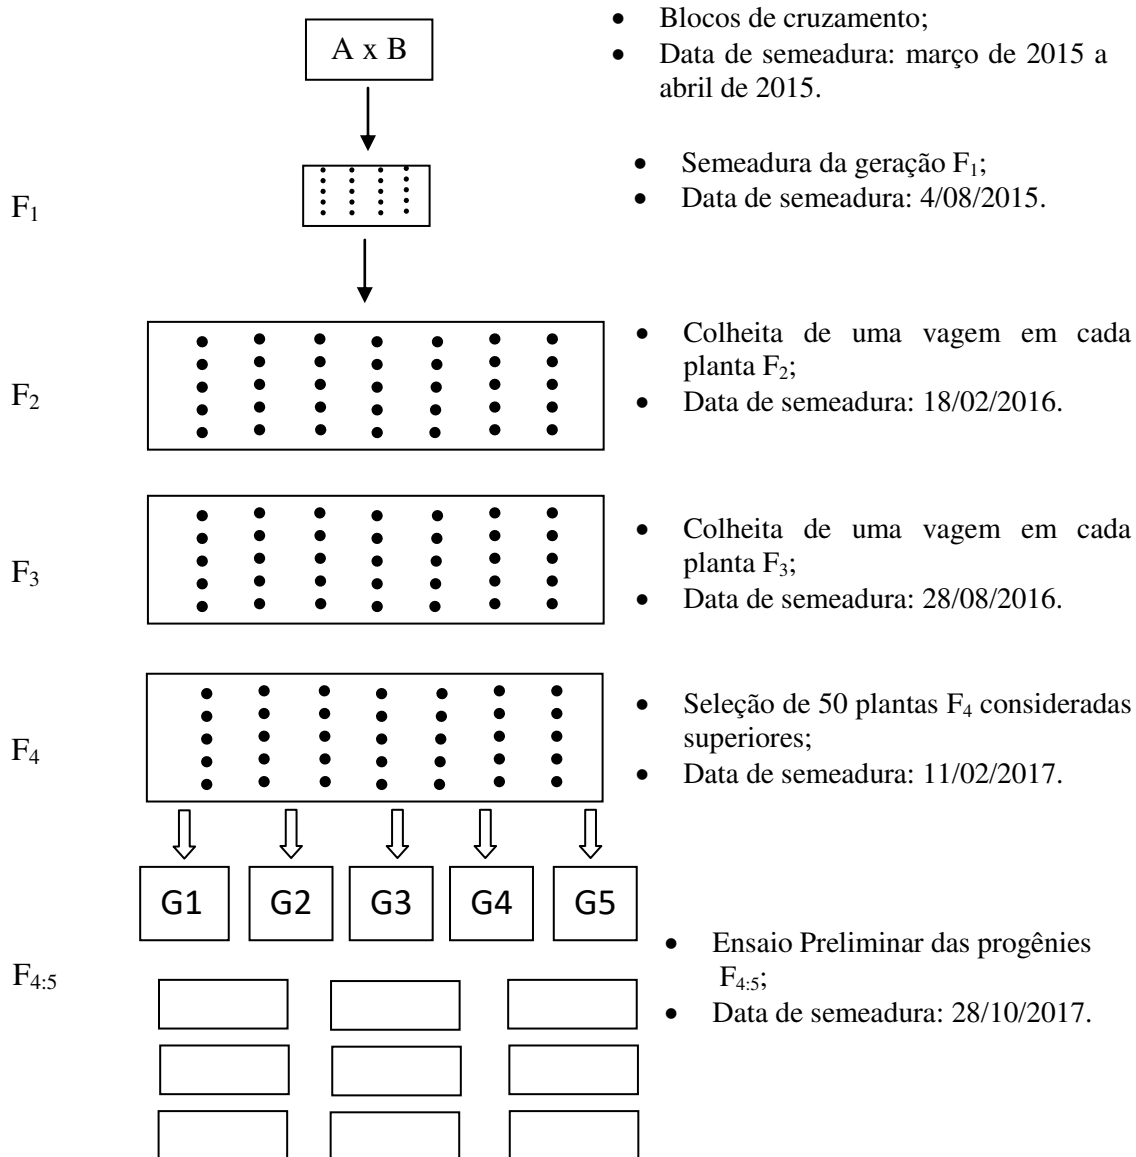 A x B
• Blocos de cruzamento;
• Data de semeadura: março de 2015 a
abril de 2015.
F₁
• Semeadura da geração F₁;
• Data de semeadura: 4/08/2015.
F₂
• Colheita de uma vagem em cada
planta F₂;
• Data de semeadura: 18/02/2016.
F₃
• Colheita de uma vagem em cada
planta F₃;
• Data de semeadura: 28/08/2016.
F₄
• Seleção de 50 plantas F₄ consideradas
superiores;
• Data de semeadura: 11/02/2017.
G1 G2 G3 G4 G5
F₄:₅
• Ensaio Preliminar das progênies
F₄:₅;
• Data de semeadura: 28/10/2017.